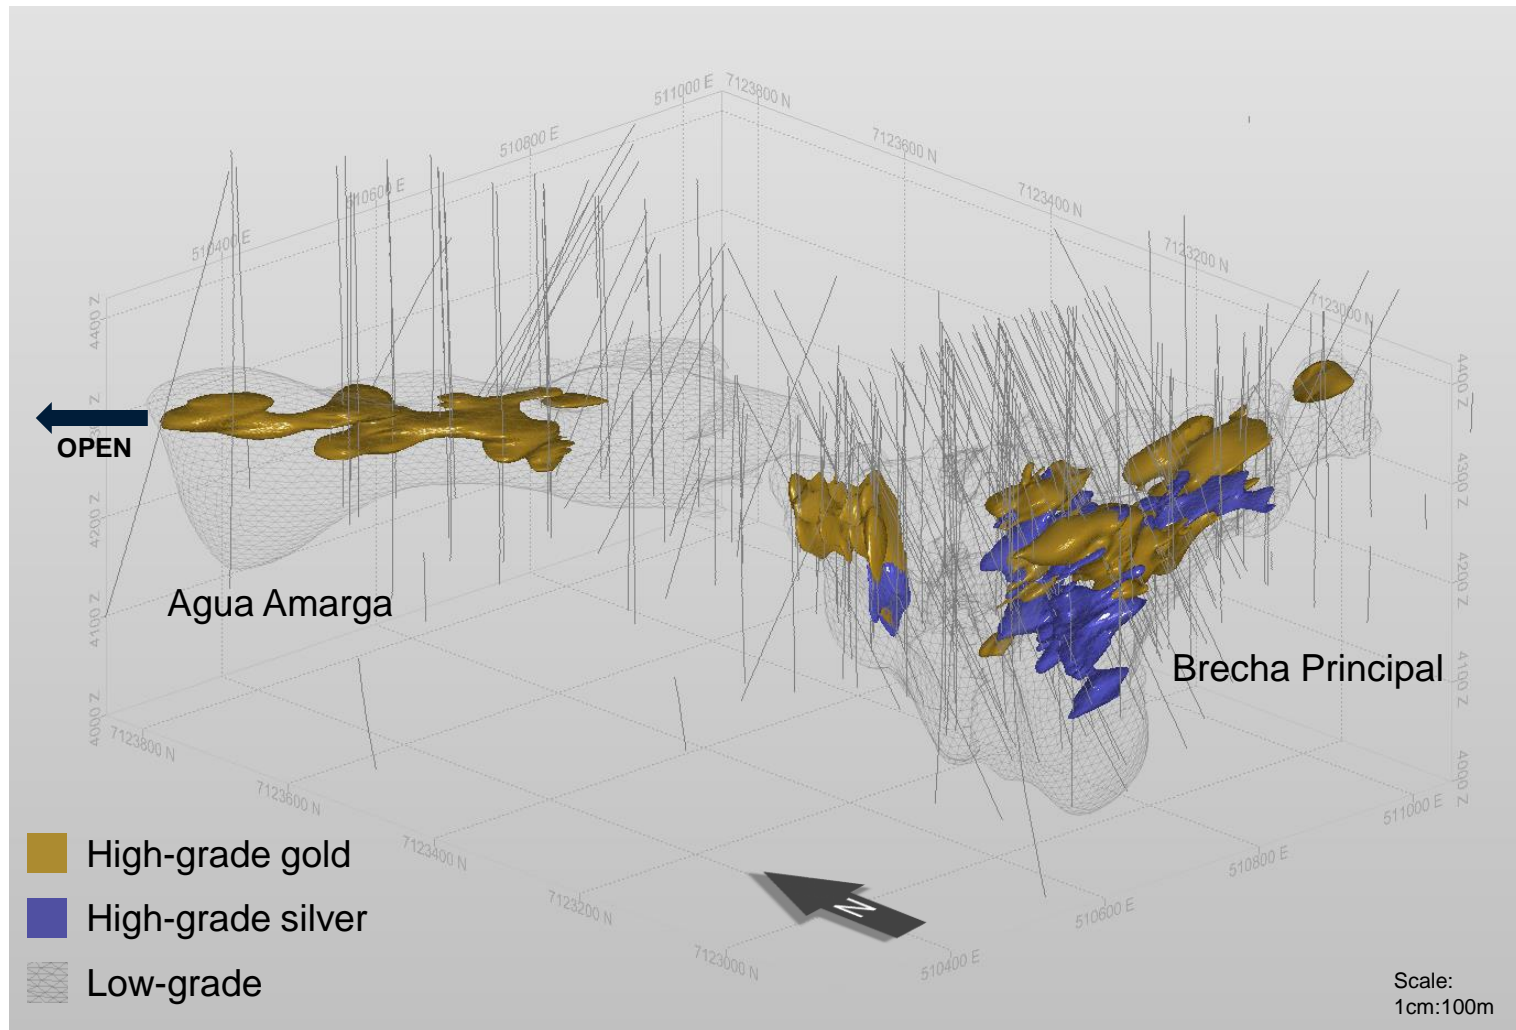 511000 E
7123800 N
510800 E
7123600 N
510600 E
7123400 N
510400 E
7123200 N
7123000 N
4400 Z
4400 Z
OPEN
4300 Z
4200 Z
4200 Z
Agua Amarga
4100 Z
Brecha Principal
4100 Z
4000 Z
4000 Z
7123800 N
7123600 N
511000 E
7123400 N
510800 E
High-grade gold
7123200 N
N
510600 E
High-grade silver
7123000 N
510400 E
Low-grade
Scale:
1cm:100m